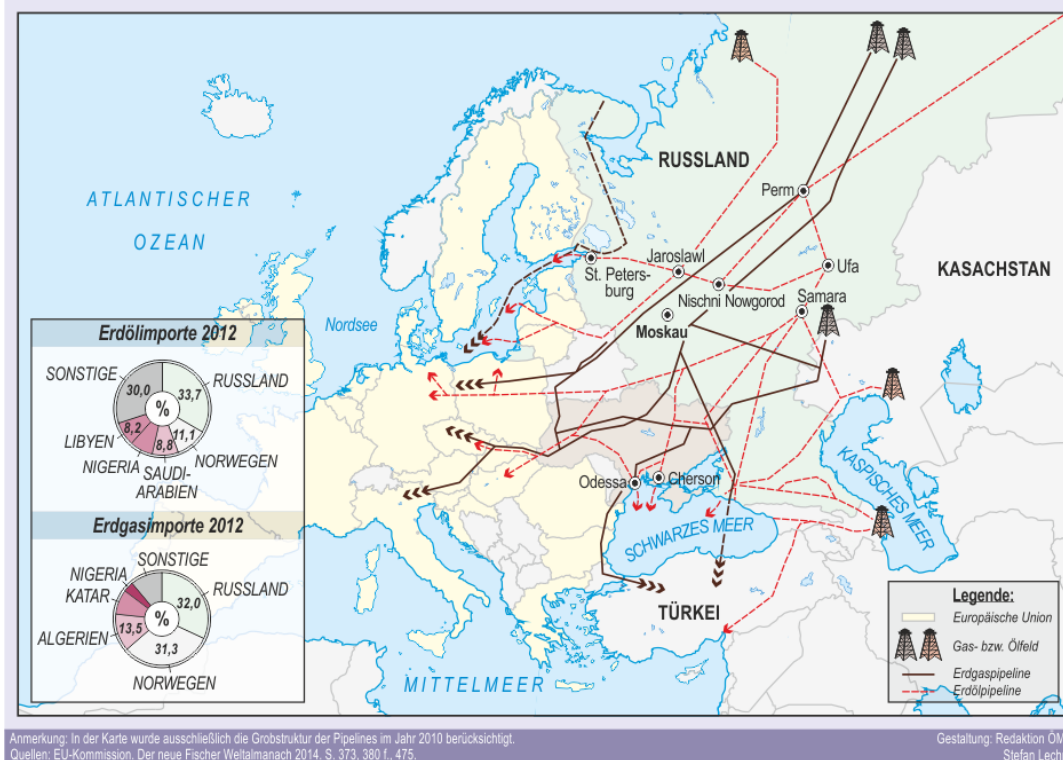 RUSSLAND
Perm
ATLANTISCHER
OZEAN
Jaroslawl
St. Peters-
burg
Ufa
KASACHSTAN
Nischni Nowgorod
Samara
Nordsee
Moskau
Erdölimporte 2012
SONSTIGE
30,0
33,7
RUSSLAND
%
8,2
11,1
8,8
LIBYEN
NORWEGEN
NIGERIA
SAUDI-
ARABIEN
Odessa
Cherson
KASPISCHES MEER
SCHWARZES MEER
Erdgasimporte 2012
SONSTIGE
NIGERIA
KATAR
32,0
RUSSLAND
%
13,5
ALGERIEN
31,3
NORWEGEN
TÜRKEI
MITTELMEER
Legende:
Europäische Union
Gas- bzw. Ölfeld
Erdgaspipeline
Erdölpipeline
Anmerkung: In der Karte wurde ausschließlich die Grobstruktur der Pipelines im Jahr 2010 berücksichtigt.
Gestaltung: Redaktion ÖM
Quellen: EU-Kommission, Der neue Fischer Weltalmanach 2014, S. 373, 380 f., 475.
Stefan Lech